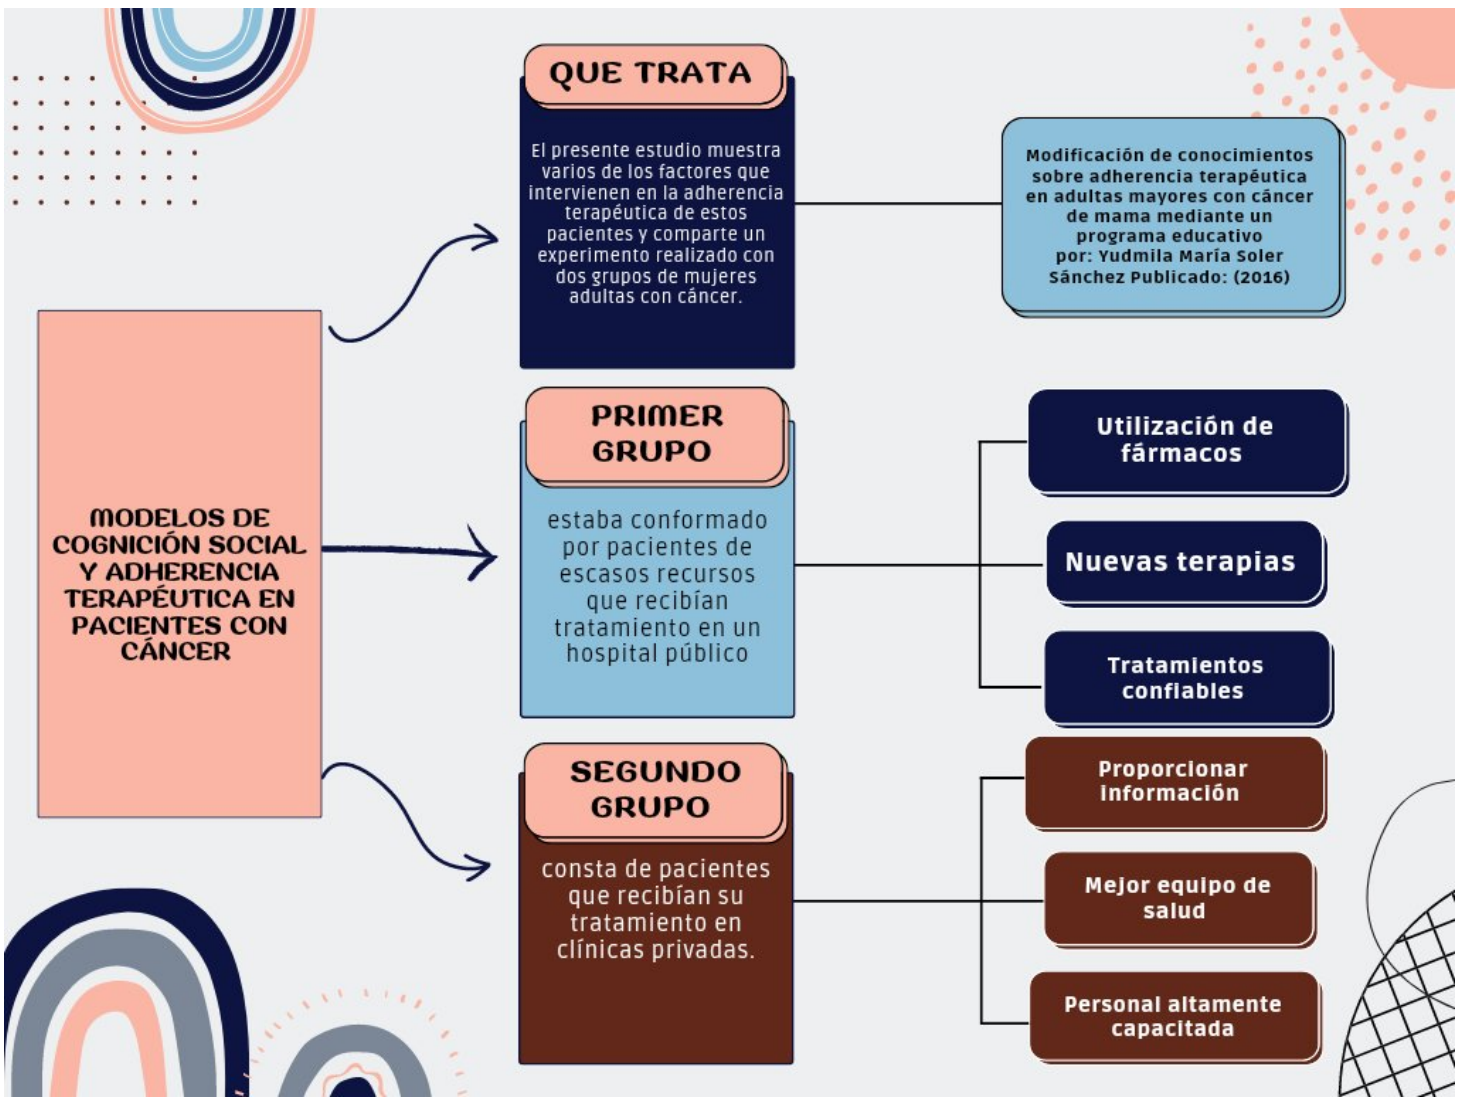 QUE TRATA
El presente estudio muestra
varios de los factores que
intervienen en la adherencia
terapéutica de estos
pacientes y comparte un
experimento realizado con
dos grupos de mujeres
adultas con cáncer.
Modificación de conocimientos
sobre adherencia terapéutica
en adultas mayores con cáncer
de mama mediante un
programa educativo
por: Yudmila María Soler
Sánchez Publicado: (2016)
MODELOS DE
COGNICIÓN SOCIAL
Y ADHERENCIA
TERAPÉUTICA EN
PACIENTES CON
CÁNCER
PRIMER
GRUPO
estaba conformado
por pacientes de
escasos recursos
que recibían
tratamiento en un
hospital público
Utilización de
fármacos
Nuevas terapias
Tratamientos
confiables
SEGUNDO
GRUPO
consta de pacientes
que recibían su
tratamiento en
clínicas privadas.
Proporcionar
información
Mejor equipo de
salud
Personal altamente
capacitada